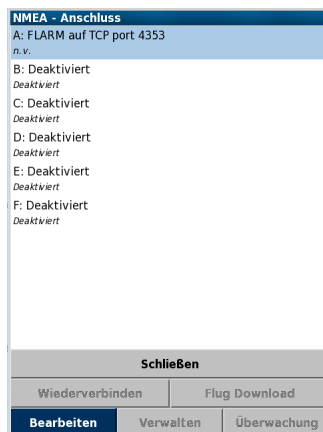 NMEA - Anschluss
A: FLARM auf TCP port 4353
n.v.
B: Deaktiviert
Deaktiviert
C: Deaktiviert
Deaktiviert
D: Deaktiviert
Deaktiviert
E: Deaktiviert
Deaktiviert
F: Deaktiviert
Deaktiviert
Schließen
Wiederverbinden Flug Download
Bearbeiten Verwalten Überwachung